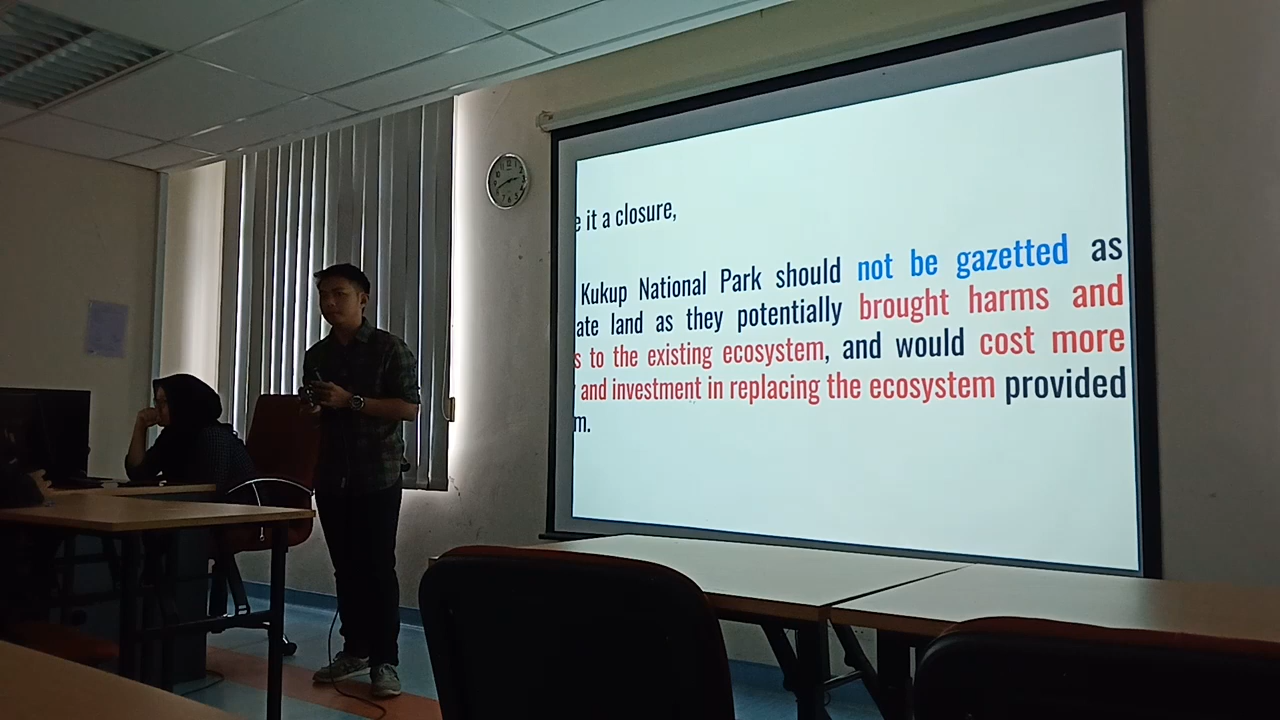 e it a closure,
Kukup National Park should not be gazetted as
ate land as they potentially brought harms and
s to the existing ecosystem, and would cost more
and investment in replacing the ecosystem provided
m.